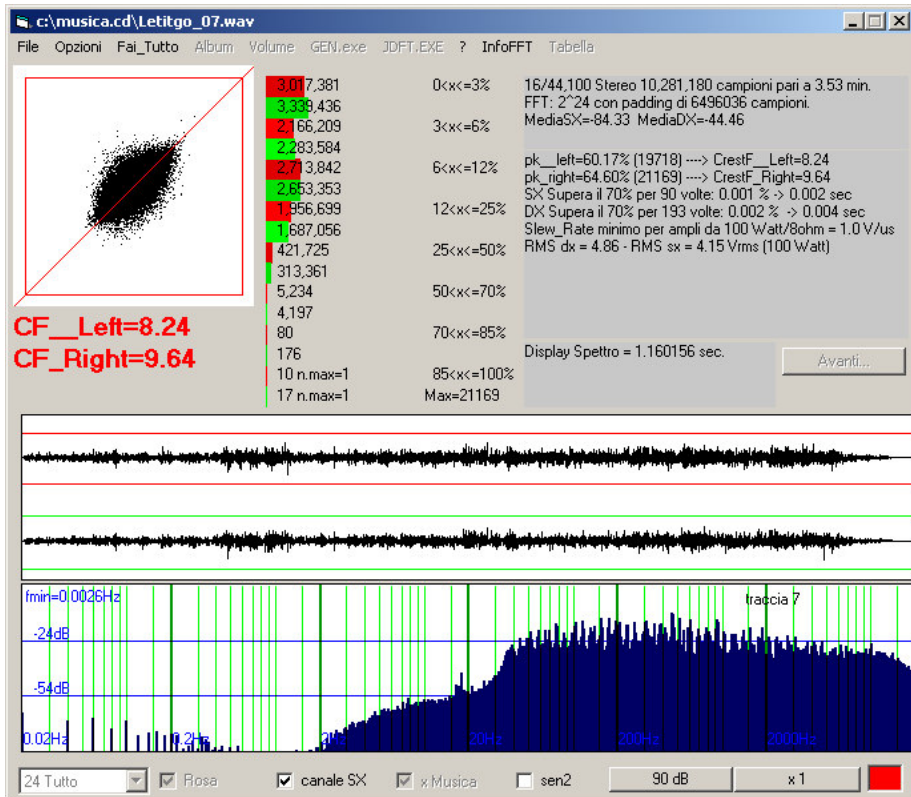 c:\musica.cd\Letitgo_07.wav
File Opzioni Fai_Tutto Album Volume GEN.exe JDFT.EXE ? InfoFFT Tabella
3,017,381 0<x<=3%
3,339,436
2,166,209 3<x<=6%
2,283,584
2,713,842 6<x<=12%
2,653,353
1,956,699 12<x<=25%
1,687,056
421,725 25<x<=50%
313,361
5,234 50<x<=70%
4,197
80 70<x<=85%
176
10 n.max=1 85<x<=100%
17 n.max=1 Max=21169
16/44,100 Stereo 10,281,180 campioni pari a 3.53 min.
FFT: 2^24 con padding di 6496036 campioni.
MediaSX=-84.33 MediaDX=-44.46
pk__left=60.17% (19718) ----> CrestF__Left=8.24
pk_right=64.60% (21169) ----> CrestF_Right=9.64
SX Supera il 70% per 90 volte: 0.001 % -> 0.002 sec
DX Supera il 70% per 193 volte: 0.002 % -> 0.004 sec
Slew_Rate minimo per ampli da 100 Watt/8ohm = 1.0 V/us
RMS dx = 4.86 - RMS sx = 4.15 Vrms (100 Watt)
CF__Left=8.24
CF_Right=9.64
Display Spettro = 1.160156 sec.
Avanti...
fmin=0.0026Hz traccia 7
-24dB
-54dB
0.02Hz 0.2Hz 2Hz 20Hz 200Hz 2000Hz
24 Tutto Rosa canale SX x Musica sen2 90 dB x 1